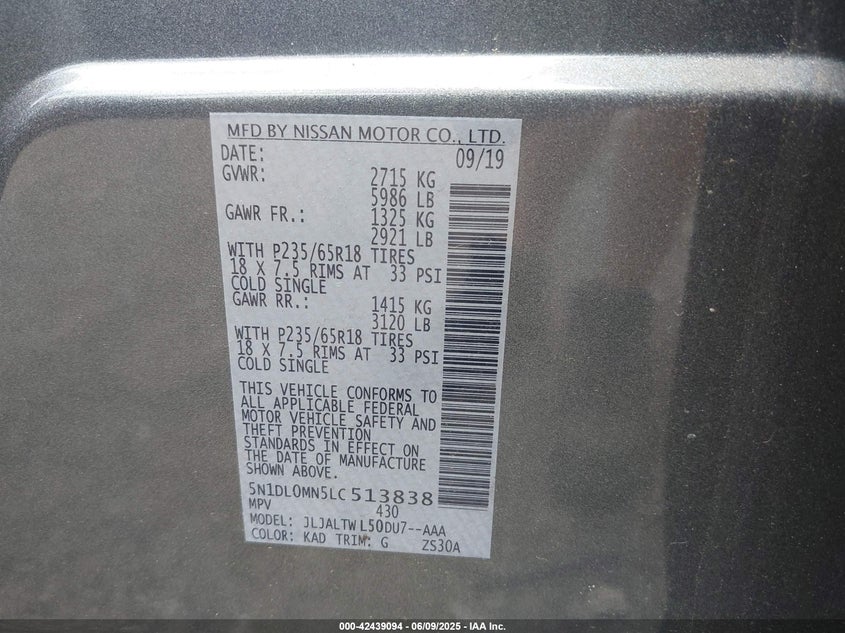 MFD BY NISSAN MOTOR CO., LTD.
DATE: 09/19
GVWR: 2715 KG
5986 LB
GAWR FR.: 1325 KG
2921 LB
WITH P235/65R18 TIRES
18 X 7.5 RIMS AT 33 PSI
COLD SINGLE
GAWR RR.: 1415 KG
3120 LB
WITH P235/65R18 TIRES
18 X 7.5 RIMS AT 33 PSI
COLD SINGLE
THIS VEHICLE CONFORMS TO
ALL APPLICABLE FEDERAL
MOTOR VEHICLE SAFETY AND
THEFT PREVENTION
STANDARDS IN EFFECT ON
THE DATE OF MANUFACTURE
SHOWN ABOVE.
5N1DL0MN5LC513838
MPV 430
MODEL: JLJALTWL50DU7--AAA
COLOR: KAD TRIM: G ZS30A
000-42439094 - 06/09/2025 - IAA Inc.